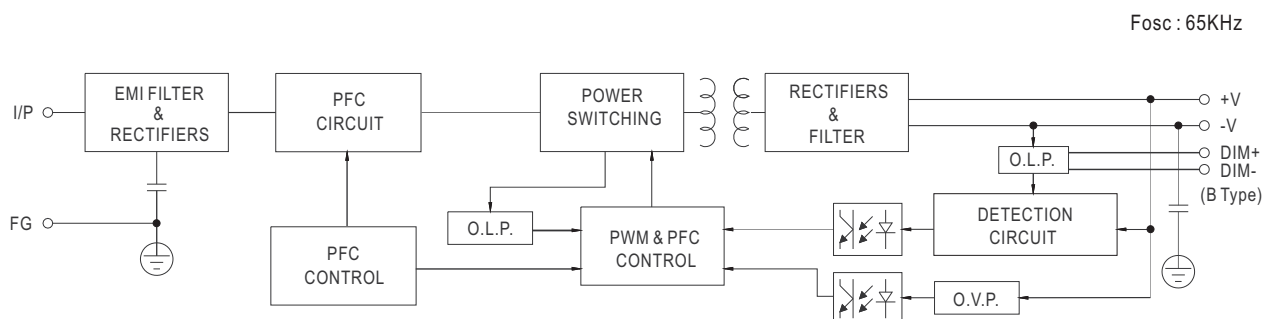 Fosc : 65KHz
I/P
EMI FILTER
&
RECTIFIERS
PFC
CIRCUIT
POWER
SWITCHING
RECTIFIERS
&
FILTER
+V
-V
DIM+
DIM-
(B Type)
O.L.P.
FG
O.L.P.
PFC
CONTROL
PWM & PFC
CONTROL
DETECTION
CIRCUIT
O.V.P.